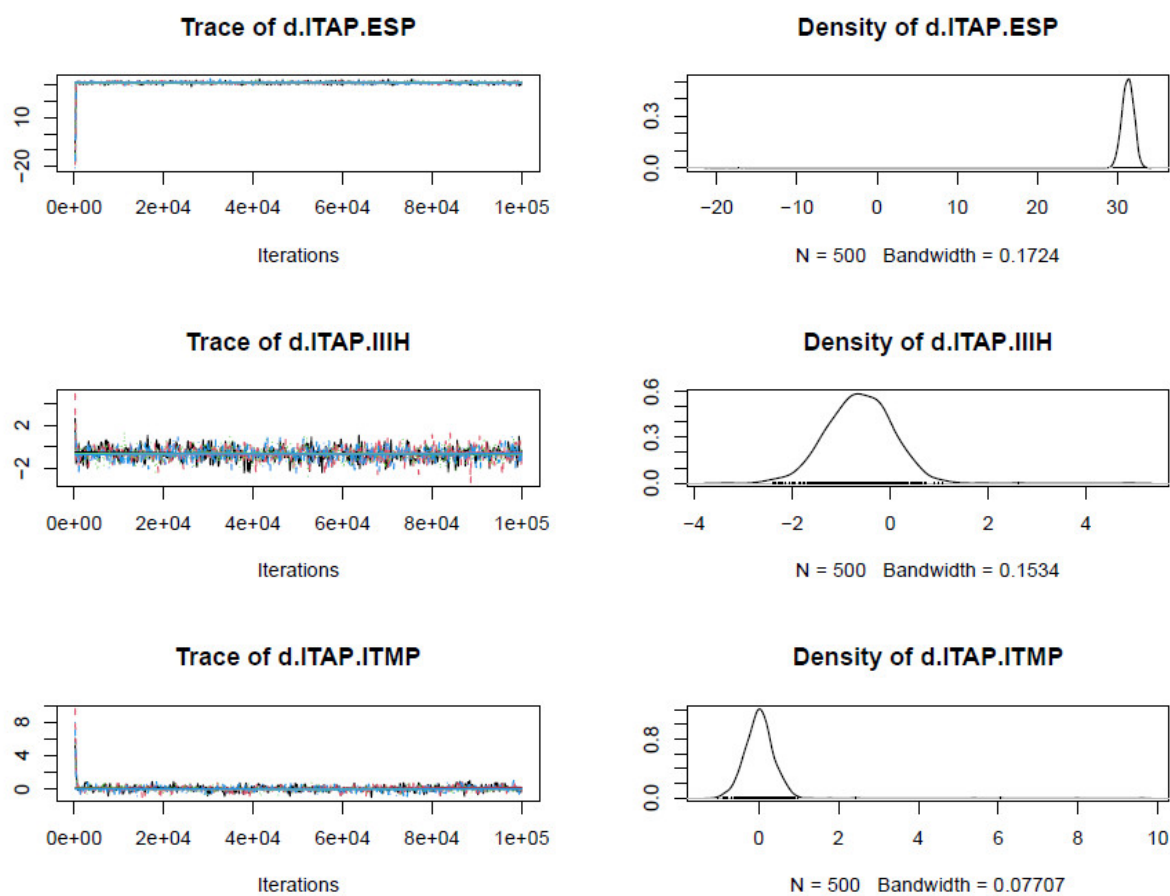 Trace of d.ITAP.ESP
10
-20
0e+00 2e+04 4e+04 6e+04 8e+04 1e+05
Iterations
Density of d.ITAP.ESP
0.3
0.0
-20 -10 0 10 20 30
N = 500 Bandwidth = 0.1724
Trace of d.ITAP.IIIH
2
-2
0e+00 2e+04 4e+04 6e+04 8e+04 1e+05
Iterations
Density of d.ITAP.IIIH
0.6
0.3
0.0
-4 -2 0 2 4
N = 500 Bandwidth = 0.1534
Trace of d.ITAP.ITMP
8
4
0
0e+00 2e+04 4e+04 6e+04 8e+04 1e+05
Iterations
Density of d.ITAP.ITMP
0.8
0.0
0 2 4 6 8 10
N = 500 Bandwidth = 0.07707